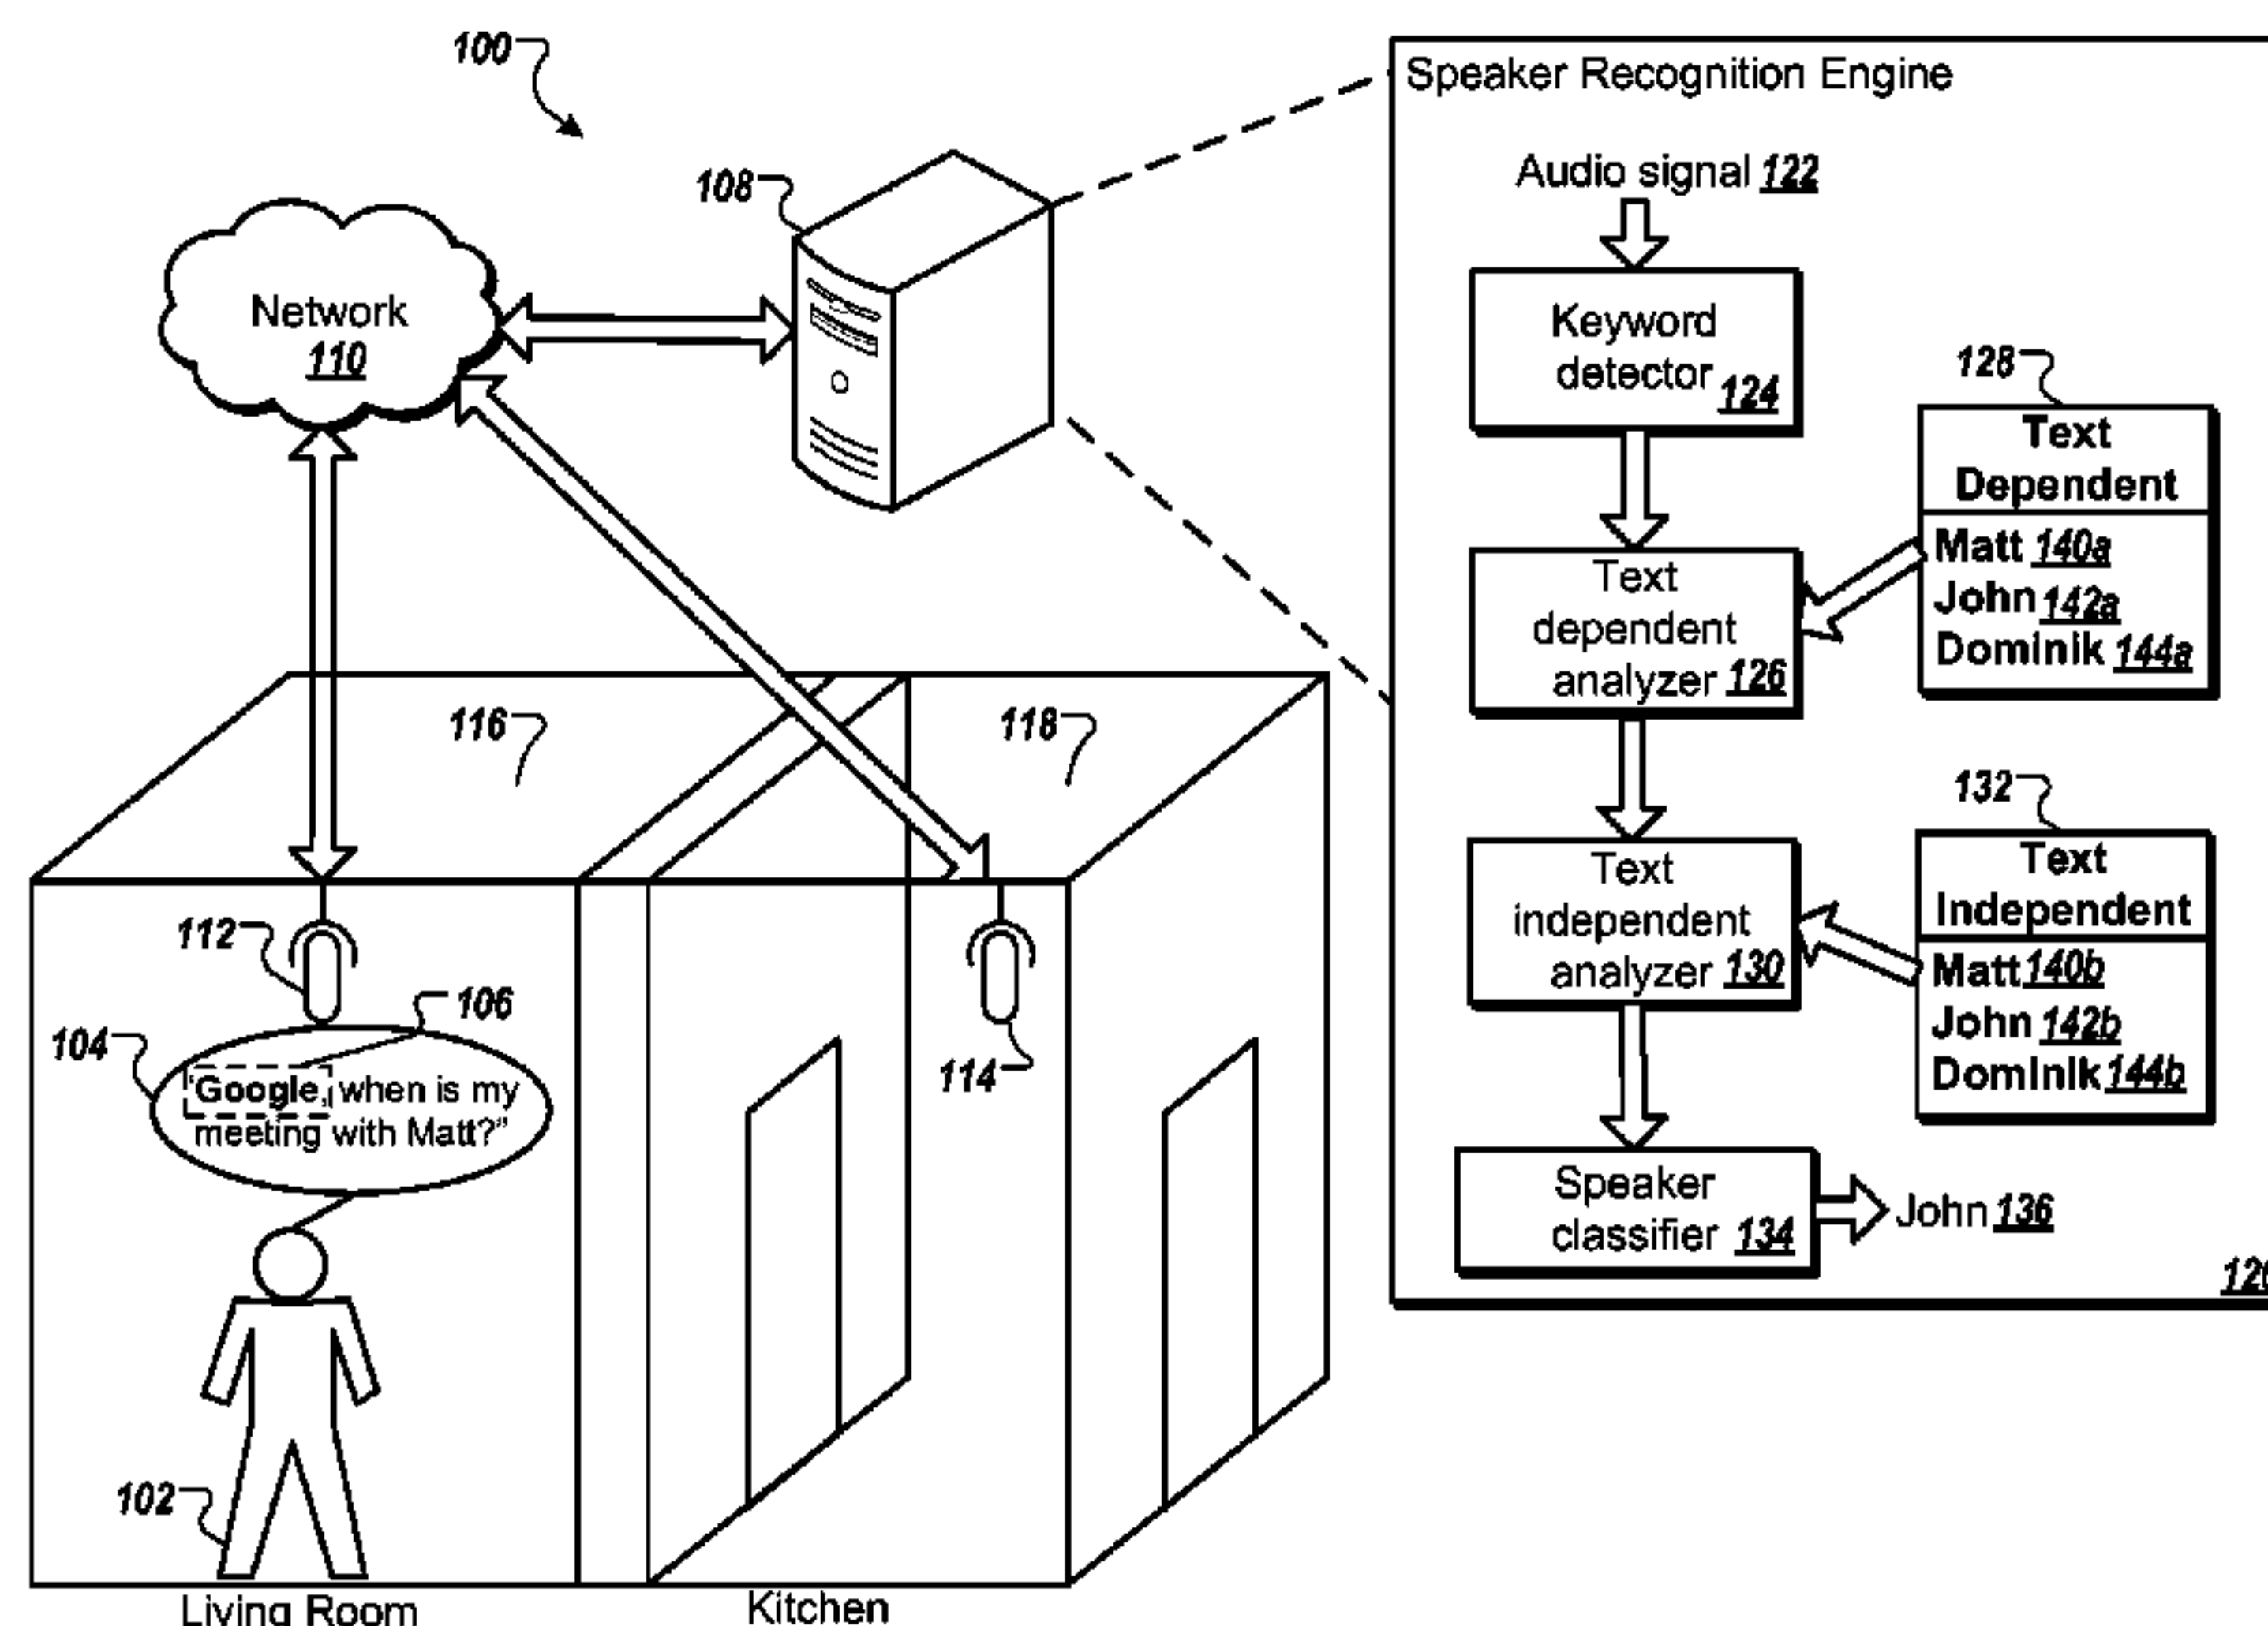 100
108
Network
110
116
118
112
106
104
"Google, when is my
meeting with Matt?"
114
102
Living Room
Kitchen
Speaker Recognition Engine
Audio signal 122
Keyword
detector 124
128
Text
Dependent
Matt 140a
John 142a
Dominik 144a
Text
dependent
analyzer 126
132
Text
Independent
Matt 140b
John 142b
Dominik 144b
Text
independent
analyzer 130
Speaker
classifier 134
John 136